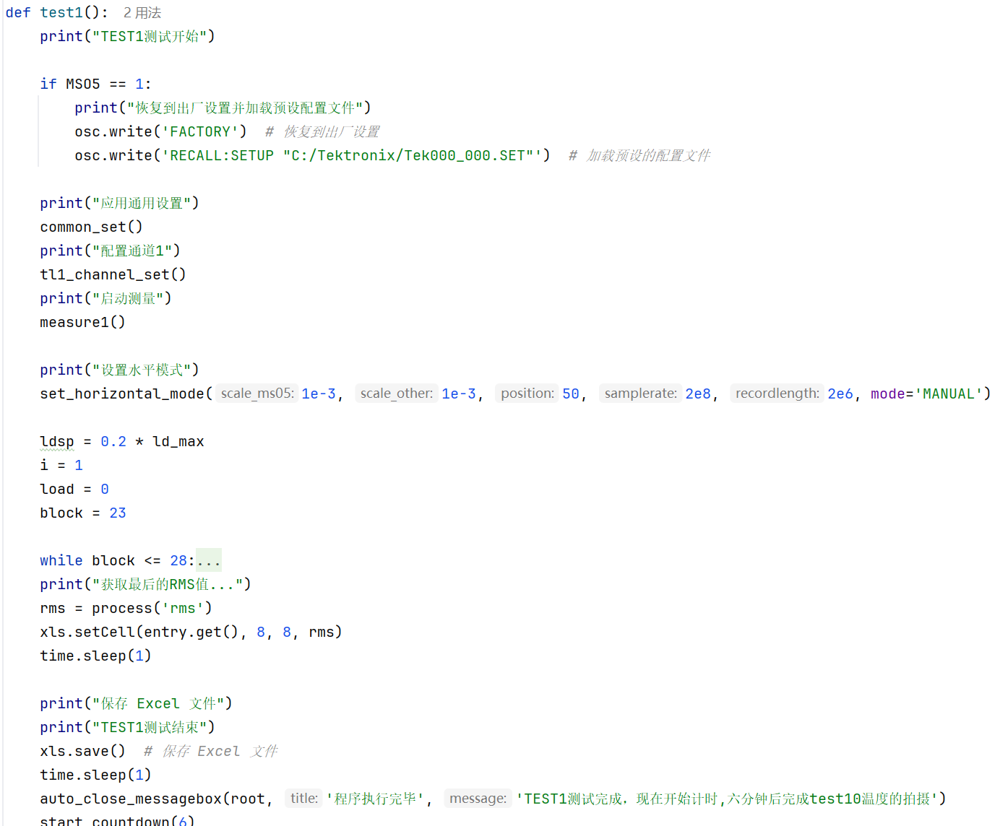 def test1():  2 用法
    print("TEST1测试开始")

    if MSO5 == 1:
        print("恢复到出厂设置并加载预设配置文件")
        osc.write('FACTORY')  # 恢复到出厂设置
        osc.write('RECALL:SETUP "C:/Tektronix/Tek000_000.SET"')  # 加载预设的配置文件

    print("应用通用设置")
    common_set()
    print("配置通道1")
    tl1_channel_set()
    print("启动测量")
    measure1()

    print("设置水平模式")
    set_horizontal_mode( scale_ms05: 1e-3, scale_other: 1e-3, position: 50, samplerate: 2e8, recordlength: 2e6, mode='MANUAL')

    ldsp = 0.2 * ld_max
    i = 1
    load = 0
    block = 23

    while block <= 28:...
    print("获取最后的RMS值...")
    rms = process('rms')
    xls.setCell(entry.get(), 8, 8, rms)
    time.sleep(1)

    print("保存 Excel 文件")
    print("TEST1测试结束")
    xls.save()  # 保存 Excel 文件
    time.sleep(1)
    auto_close_messagebox(root, title: '程序执行完毕', message: 'TEST1测试完成. 现在开始计时,六分钟后完成test10温度的拍摄')
    start_countdown(6)